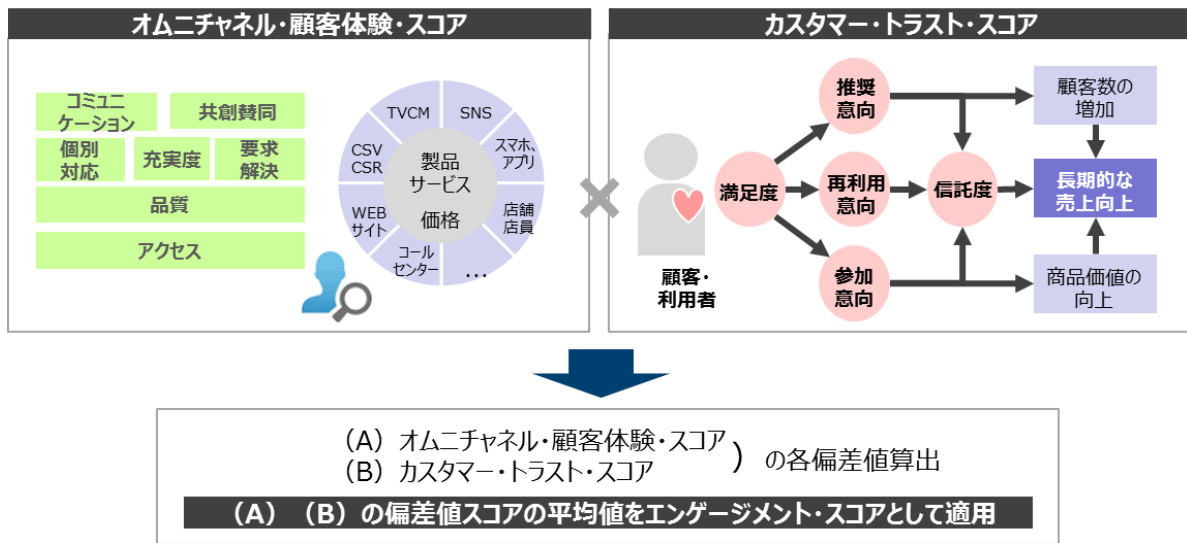 オムニチャネル・顧客体験・スコア
コミュニ
ケーション
共創賛同
個別
対応
充実度
要求
解決
品質
アクセス
TVCM
SNS
CSV
CSR
スマホ、
アプリ
製品
サービス
価格
WEB
サイト
店舗
店員
コール
センター
...
カスタマー・トラスト・スコア
顧客・
利用者
満足度
推奨
意向
再利用
意向
参加
意向
信託度
顧客数の
増加
長期的な
売上向上
商品価値の
向上
（A）オムニチャネル・顧客体験・スコア
（B）カスタマー・トラスト・スコア
）の各偏差値算出
（A）（B）の偏差値スコアの平均値をエンゲージメント・スコアとして適用